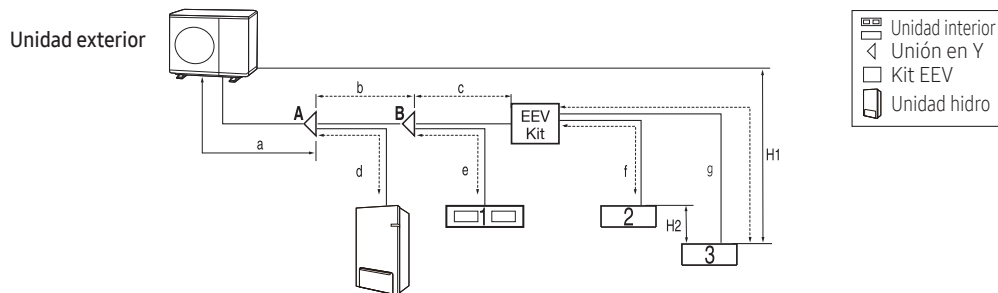 Unidad exterior
Unidad interior
Unión en Y
Kit EEV
Unidad hidro
A
b
B
c
EEV
Kit
a
d
e
f
g
H1
1
2
H2
3